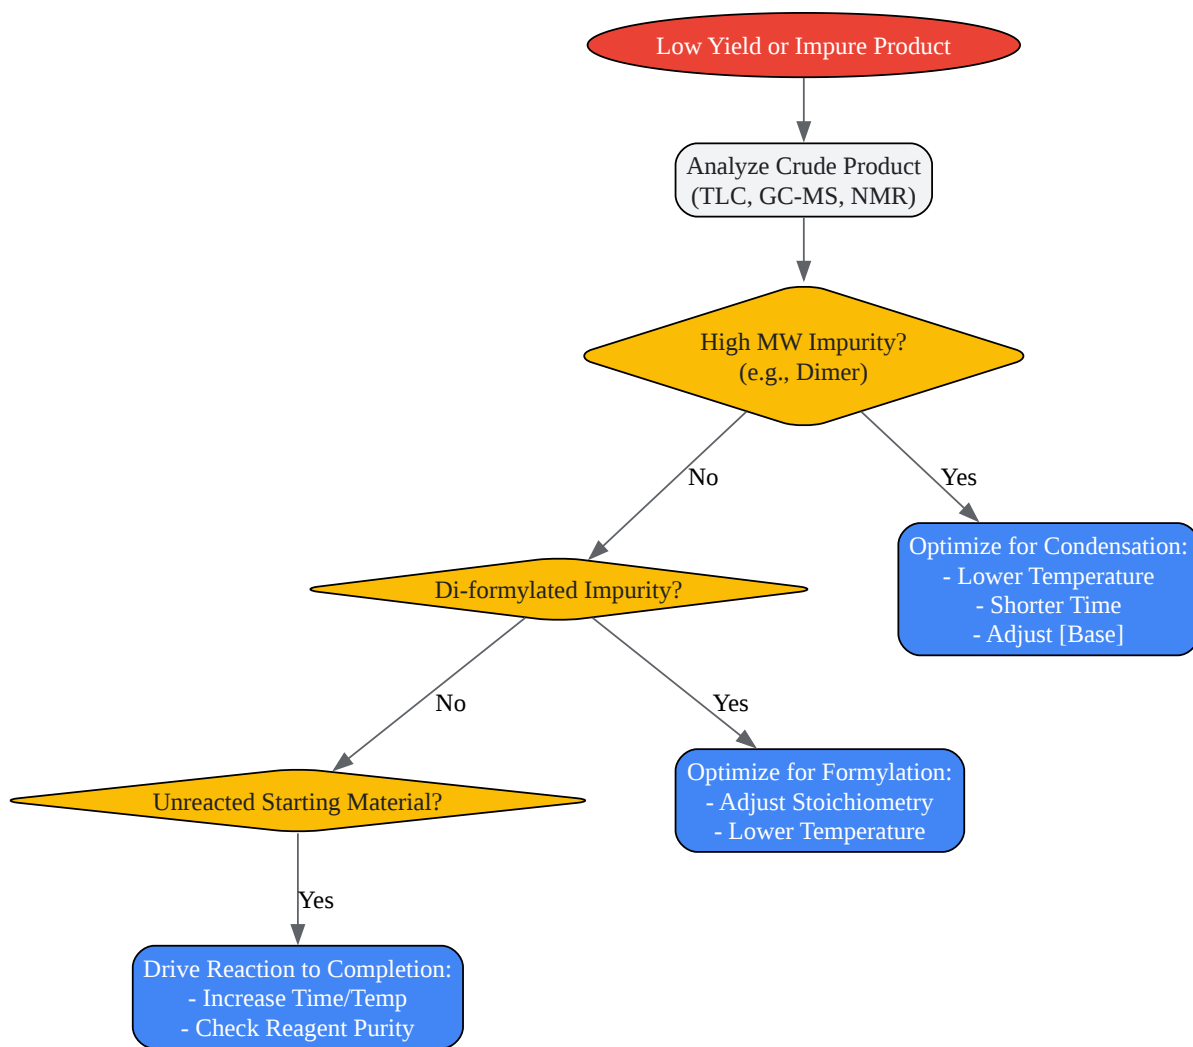 Low Yield or Impure Product
Analyze Crude Product
(TLC, GC-MS, NMR)
High MW Impurity?
(e.g., Dimer)
No
Yes
Optimize for Condensation:
- Lower Temperature
- Shorter Time
- Adjust [Base]
Di-formylated Impurity?
No
Yes
Optimize for Formylation:
- Adjust Stoichiometry
- Lower Temperature
Unreacted Starting Material?
Yes
Drive Reaction to Completion:
- Increase Time/Temp
- Check Reagent Purity